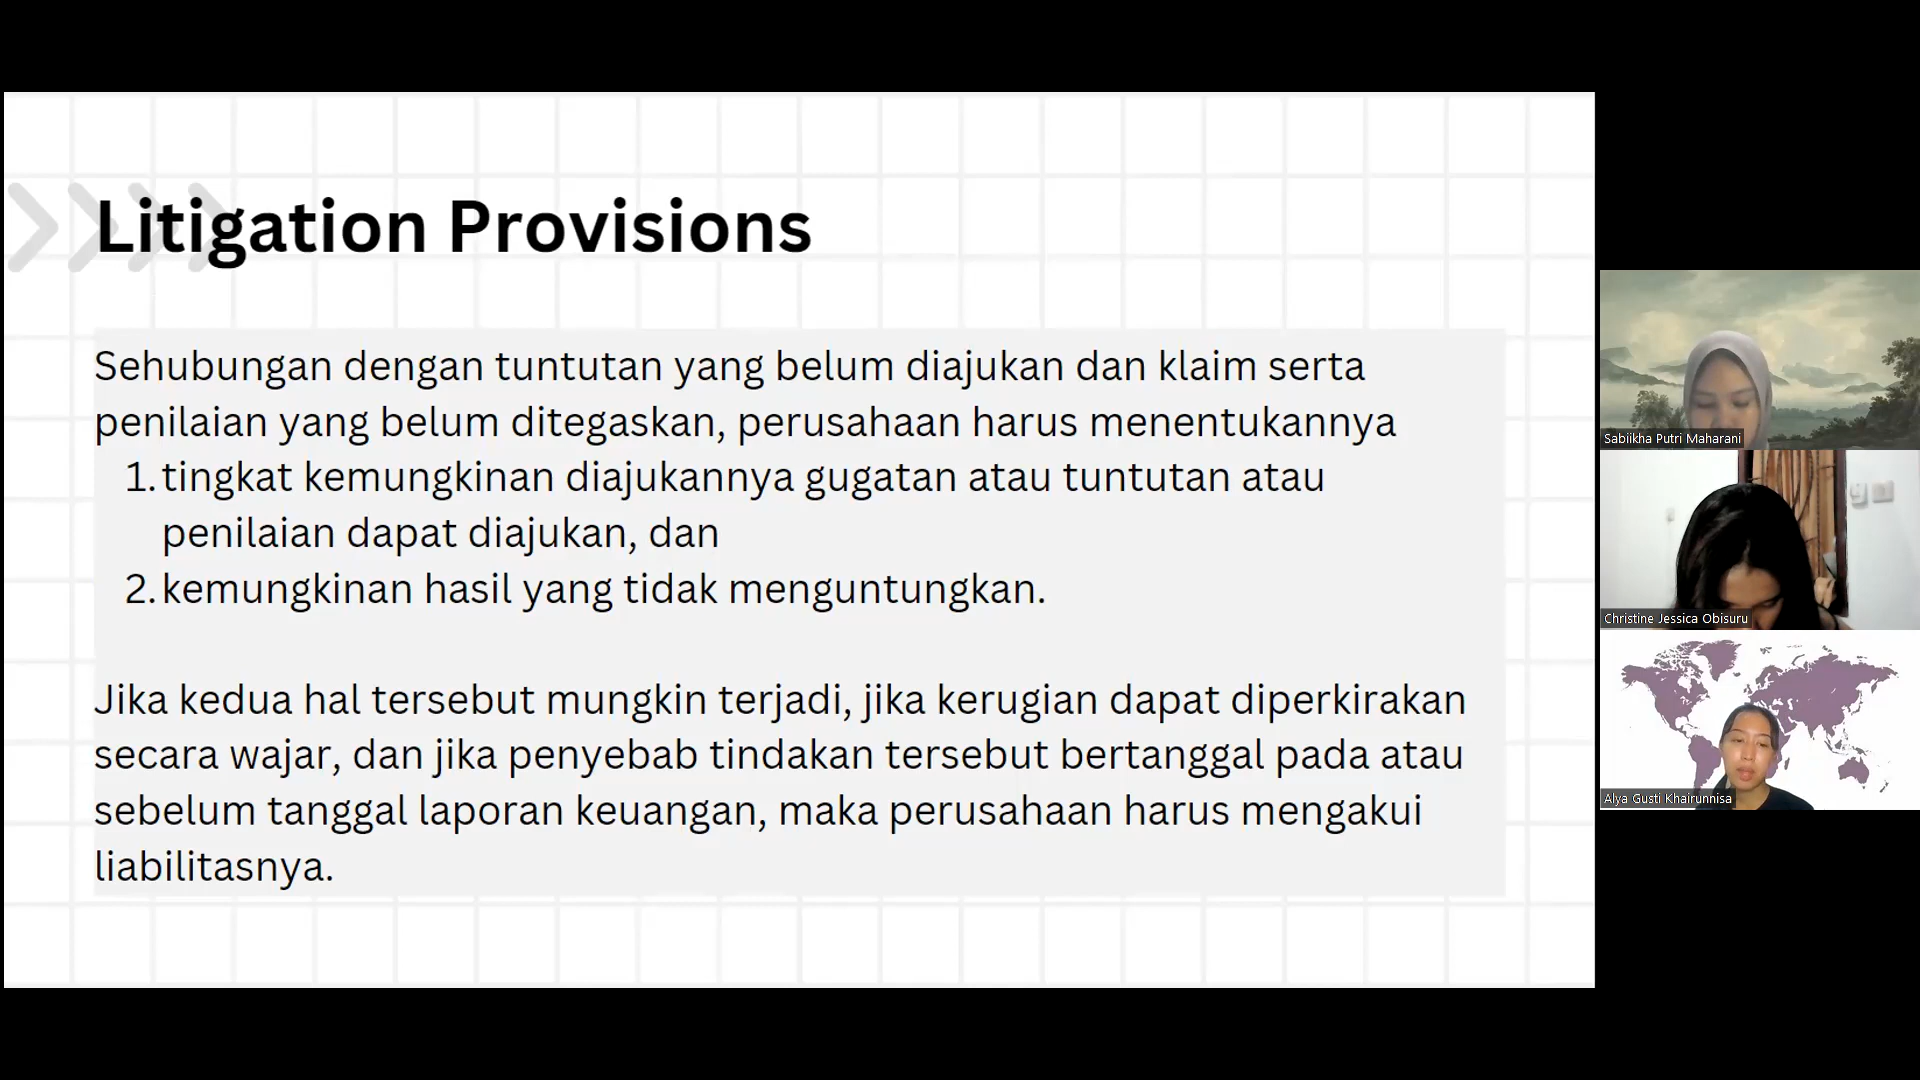 Litigation Provisions
Sehubungan dengan tuntutan yang belum diajukan dan klaim serta
penilaian yang belum ditegaskan, perusahaan harus menentukannya
1. tingkat kemungkinan diajukannya gugatan atau tuntutan atau
penilaian dapat diajukan, dan
2. kemungkinan hasil yang tidak menguntungkan.
Jika kedua hal tersebut mungkin terjadi, jika kerugian dapat diperkirakan
secara wajar, dan jika penyebab tindakan tersebut bertanggal pada atau
sebelum tanggal laporan keuangan, maka perusahaan harus mengakui
liabilitasnya.
Sabiikha Putri Maharani
Christine Jessica Obisuru
Alya Gusti Khairunnisa